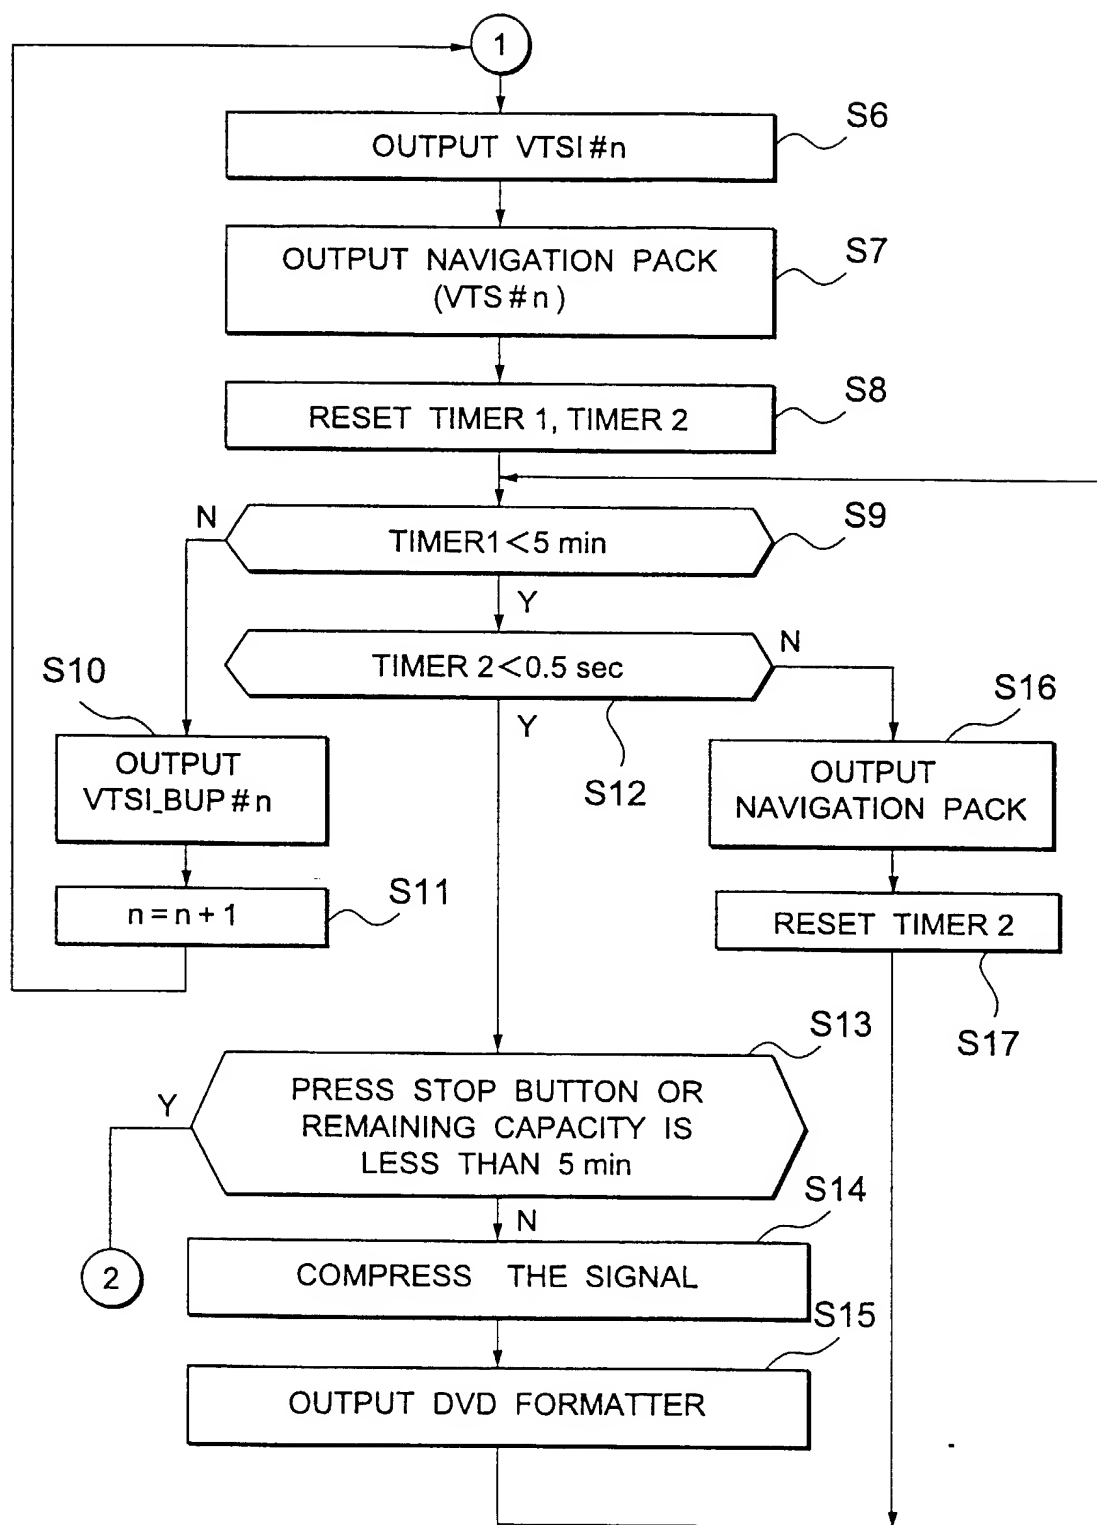 1
S6
OUTPUT VTSI#n
S7
OUTPUT NAVIGATION PACK
(VTS#n)
S8
RESET TIMER 1, TIMER 2
S9
N
TIMER1<5 min
Y
N
TIMER 2<0.5 sec
S10
S16
Y
OUTPUT
VTSI_BUP#n
S12
OUTPUT
NAVIGATION PACK
S11
n=n+1
RESET TIMER 2
S13
S17
PRESS STOP BUTTON OR
REMAINING CAPACITY IS
LESS THAN 5 min
Y
S14
N
2
COMPRESS THE SIGNAL
S15
OUTPUT DVD FORMATTER